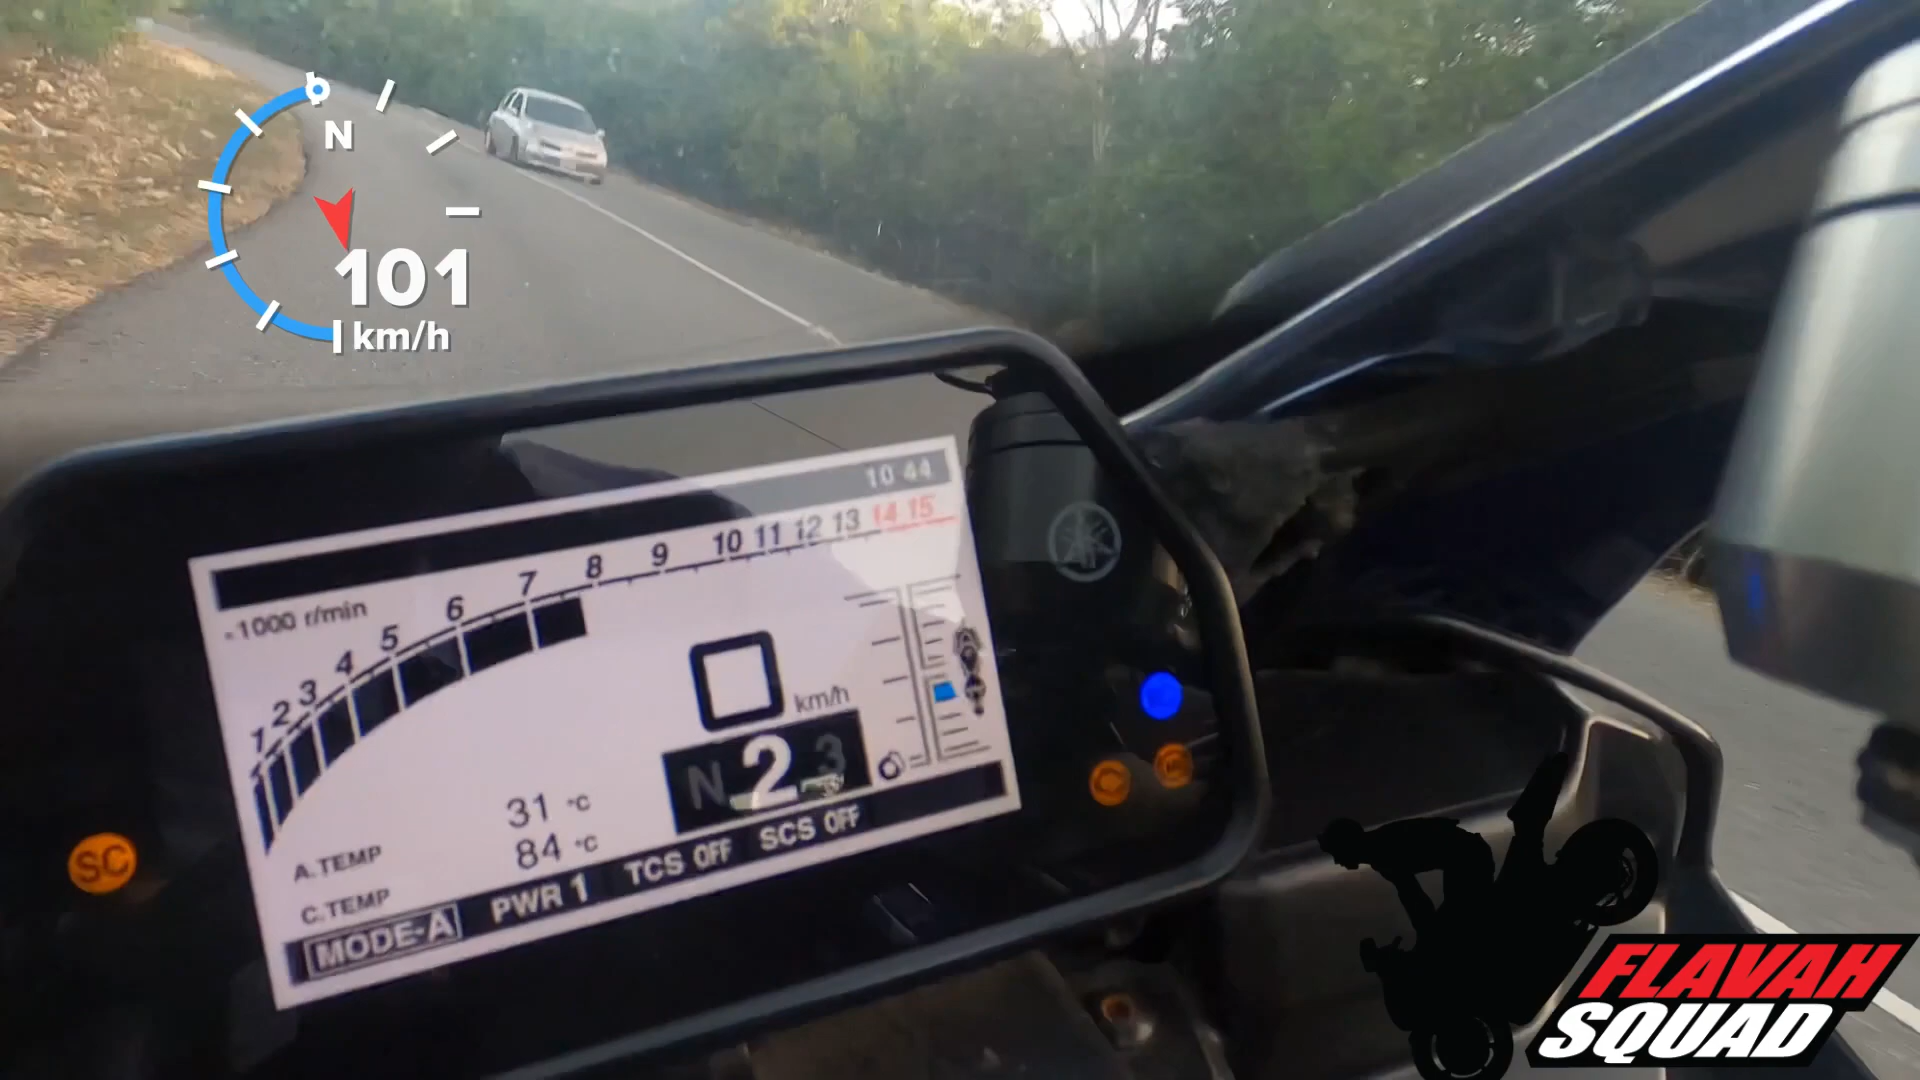 N
101
km/h
10 44
1 2 3 4 5 6 7 8 9 10 11 12 13 14 15
1000 r/min
0
km/h
N 2 3
31 °C
84 °C
A.TEMP
C.TEMP
MODE-A PWR 1 TCS OFF SCS OFF
SC
FLAVAH
SQUAD